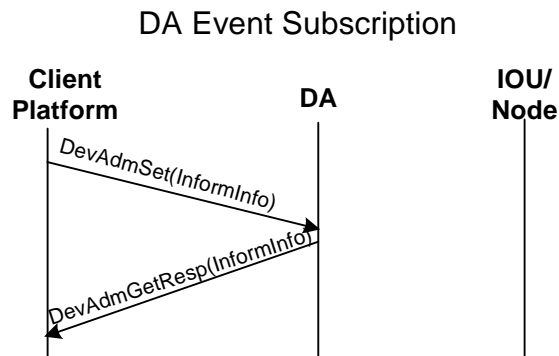 DA Event Subscription
Client
Platform
DA
IOU/
Node
DevAdmSet(InformInfo)
DevAdmGetResp(InformInfo)